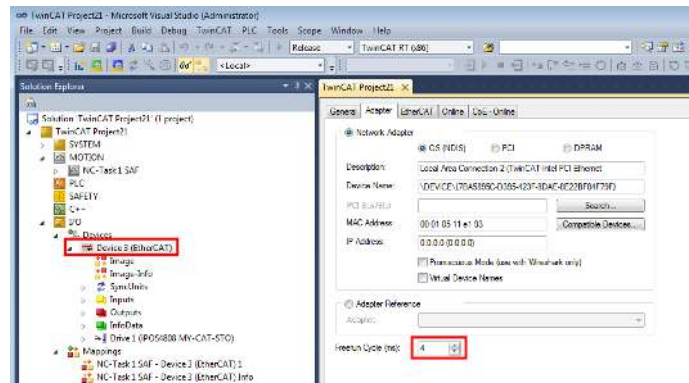 TwinCAT Project21 - Microsoft Visual Studio (Administrator)
File Edit View Project Build Debug TwinCAT PLC Tools Scope Window Help
Release TwinCAT RT (x86)
<Local>
Solution Explorer
Solution 'TwinCAT Project21' (1 project)
TwinCAT Project21
SYSTEM
MOTION
NC-Task 1 SAF
PLC
SAFETY
C++
I/O
Devices
Device 3 (EtherCAT)
Image
Image-Info
SyncUnits
Inputs
Outputs
InfoData
Drive 1 (iPOS4808 MY-CAT-STO)
Mappings
NC-Task 1 SAF - Device 3 (EtherCAT) 1
NC-Task 1 SAF - Device 3 (EtherCAT) Info
TwinCAT Project21
General Adapter EtherCAT Online CoE - Online
Network Adapter
OS (NDIS) PCI DPRAM
Description: Local Area Connection 2 (TwinCAT-Intel PCI Ethernet
Device Name:
PCI Bus/Slot: Search...
MAC Address: 00 01 05 11 e1 93 Compatible Devices...
IP Address: 0.0.0.0 (0.0.0.0)
Promiscuous Mode (use with Wireshark only)
Virtual Device Names
Adapter Reference
Adapter:
Freerun Cycle (ms): 4